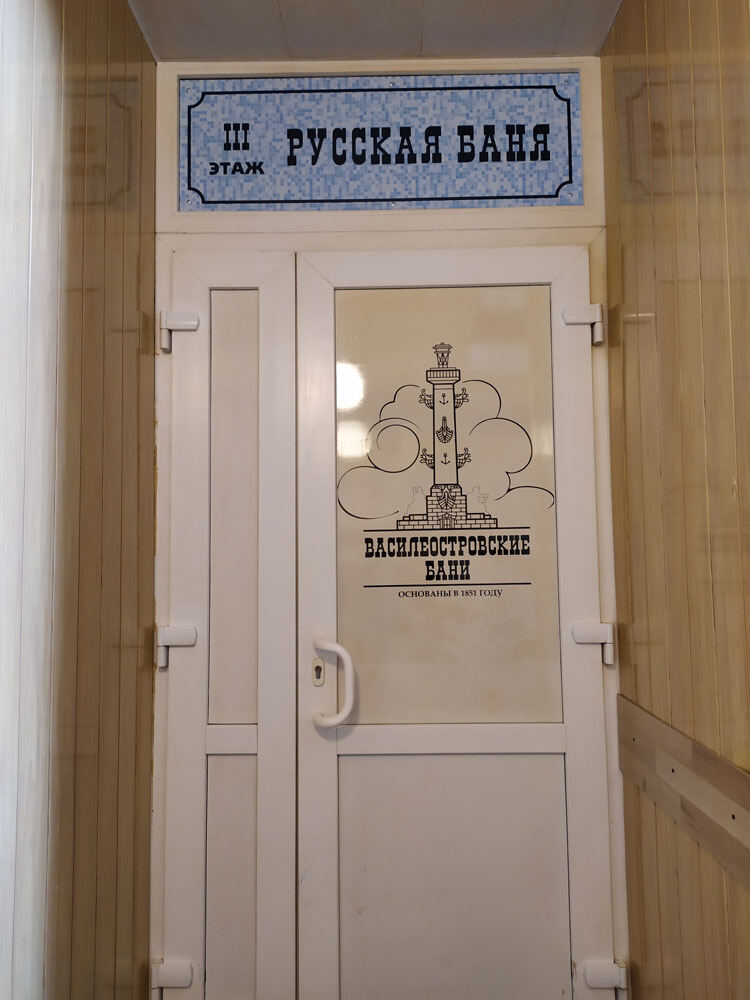 III
ЭТАЖ
РУССКАЯ БАНЯ
ВАСИЛЕОСТРОВСКИЕ
БАНИ
ОСНОВАНЫ В 1851 ГОДУ